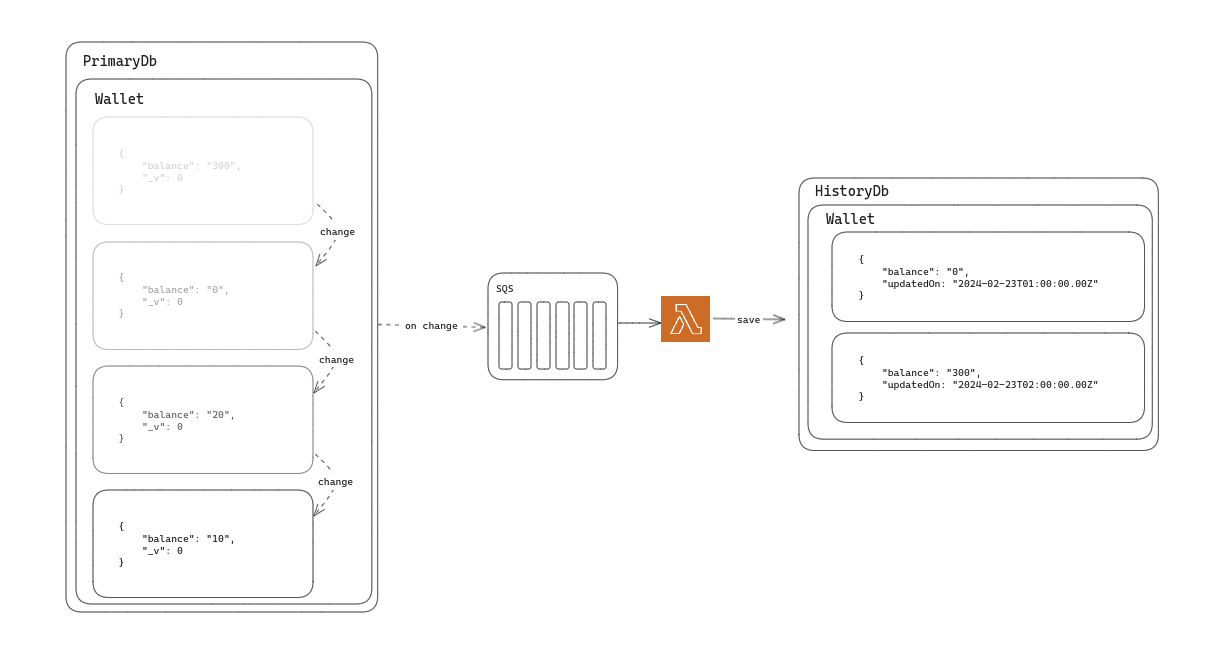 PrimaryDb
Wallet
{
"balance": "300",
"_v": 0
}
change
{
"balance": "0",
"_v": 0
}
change
{
"balance": "20",
"_v": 0
}
change
{
"balance": "10",
"_v": 0
}
on change
SQS
save
HistoryDb
Wallet
{
"balance": "0",
"updatedOn: "2024-02-23T01:00:00.00Z"
}
{
"balance": "300",
"updatedOn: "2024-02-23T02:00:00.00Z"
}